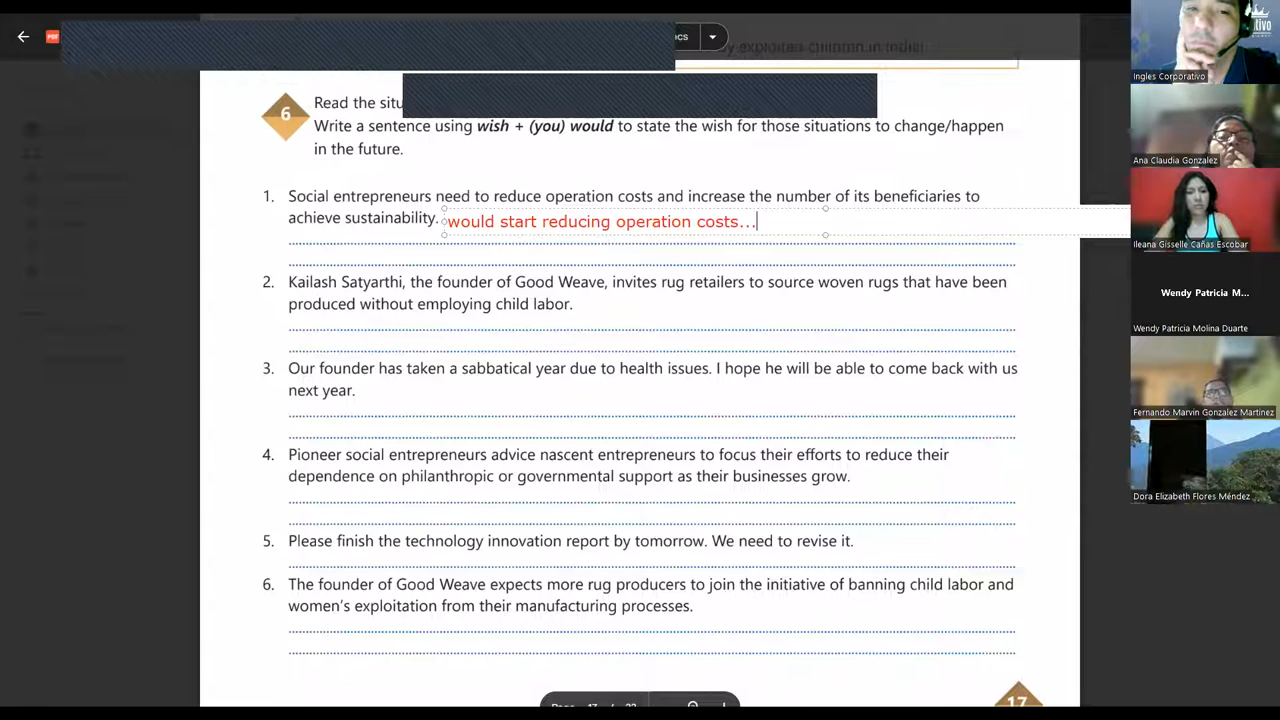 cs
6
Read the situ
Write a sentence using wish + (you) would to state the wish for those situations to change/happen
in the future.
1. Social entrepreneurs need to reduce operation costs and increase the number of its beneficiaries to
achieve sustainability. would start reducing operation costs...
2. Kailash Satyarthi, the founder of Good Weave, invites rug retailers to source woven rugs that have been
produced without employing child labor.
3. Our founder has taken a sabbatical year due to health issues. I hope he will be able to come back with us
next year.
4. Pioneer social entrepreneurs advice nascent entrepreneurs to focus their efforts to reduce their
dependence on philanthropic or governmental support as their businesses grow.
5. Please finish the technology innovation report by tomorrow. We need to revise it.
6. The founder of Good Weave expects more rug producers to join the initiative of banning child labor and
women's exploitation from their manufacturing processes.
17
PDF
Ingles Corporativo
Ana Claudia Gonzalez
Ileana Gisselle Cañas Escobar
Wendy Patricia M...
Wendy Patricia Molina Duarte
Fernando Marvin Gonzalez Martinez
Dora Elizabeth Flores Méndez